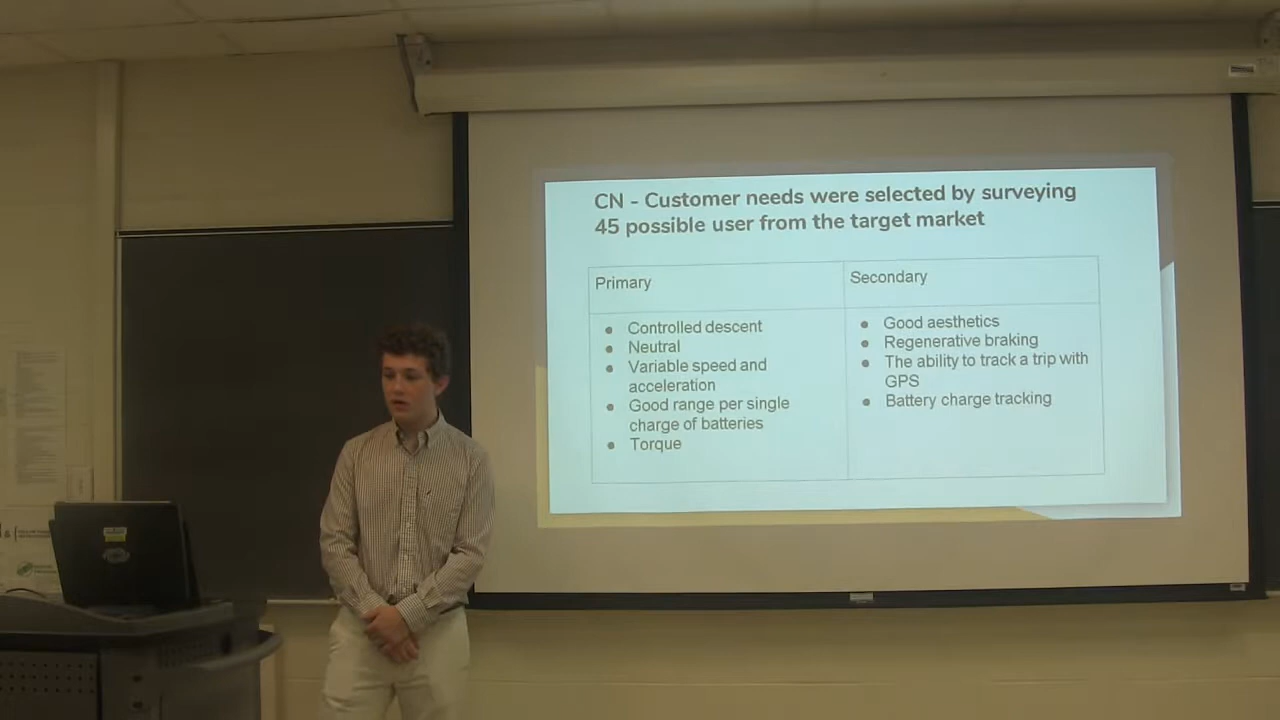 CN - Customer needs were selected by surveying
45 possible user from the target market
Primary
Secondary
● Controlled descent
● Neutral
● Variable speed and
acceleration
● Good range per single
charge of batteries
● Torque
● Good aesthetics
● Regenerative braking
● The ability to track a trip with
GPS
● Battery charge tracking